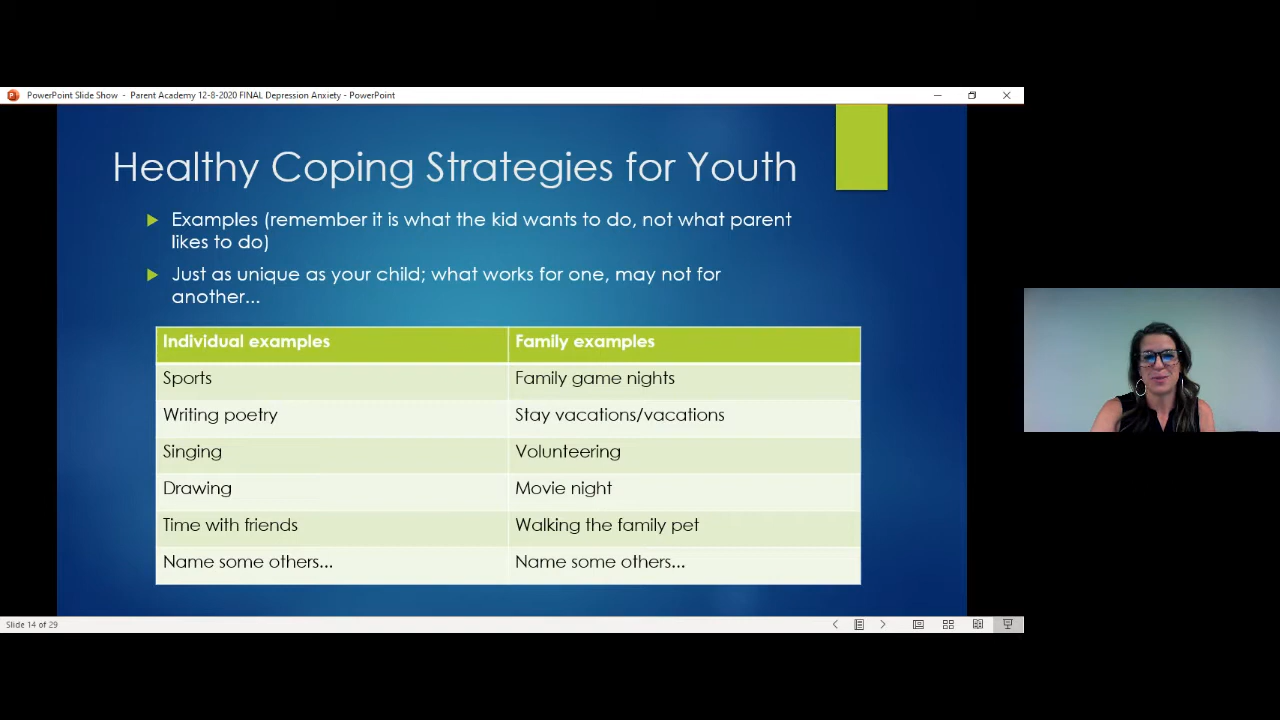 PowerPoint Slide Show - Parent Academy 12-8-2020 FINAL Depression Anxiety - PowerPoint
Healthy Coping Strategies for Youth
Examples (remember it is what the kid wants to do, not what parent
likes to do)
Just as unique as your child; what works for one, may not for
another...
Individual examples Family examples
Sports Family game nights
Writing poetry Stay vacations/vacations
Singing Volunteering
Drawing Movie night
Time with friends Walking the family pet
Name some others... Name some others...
Slide 14 of 29